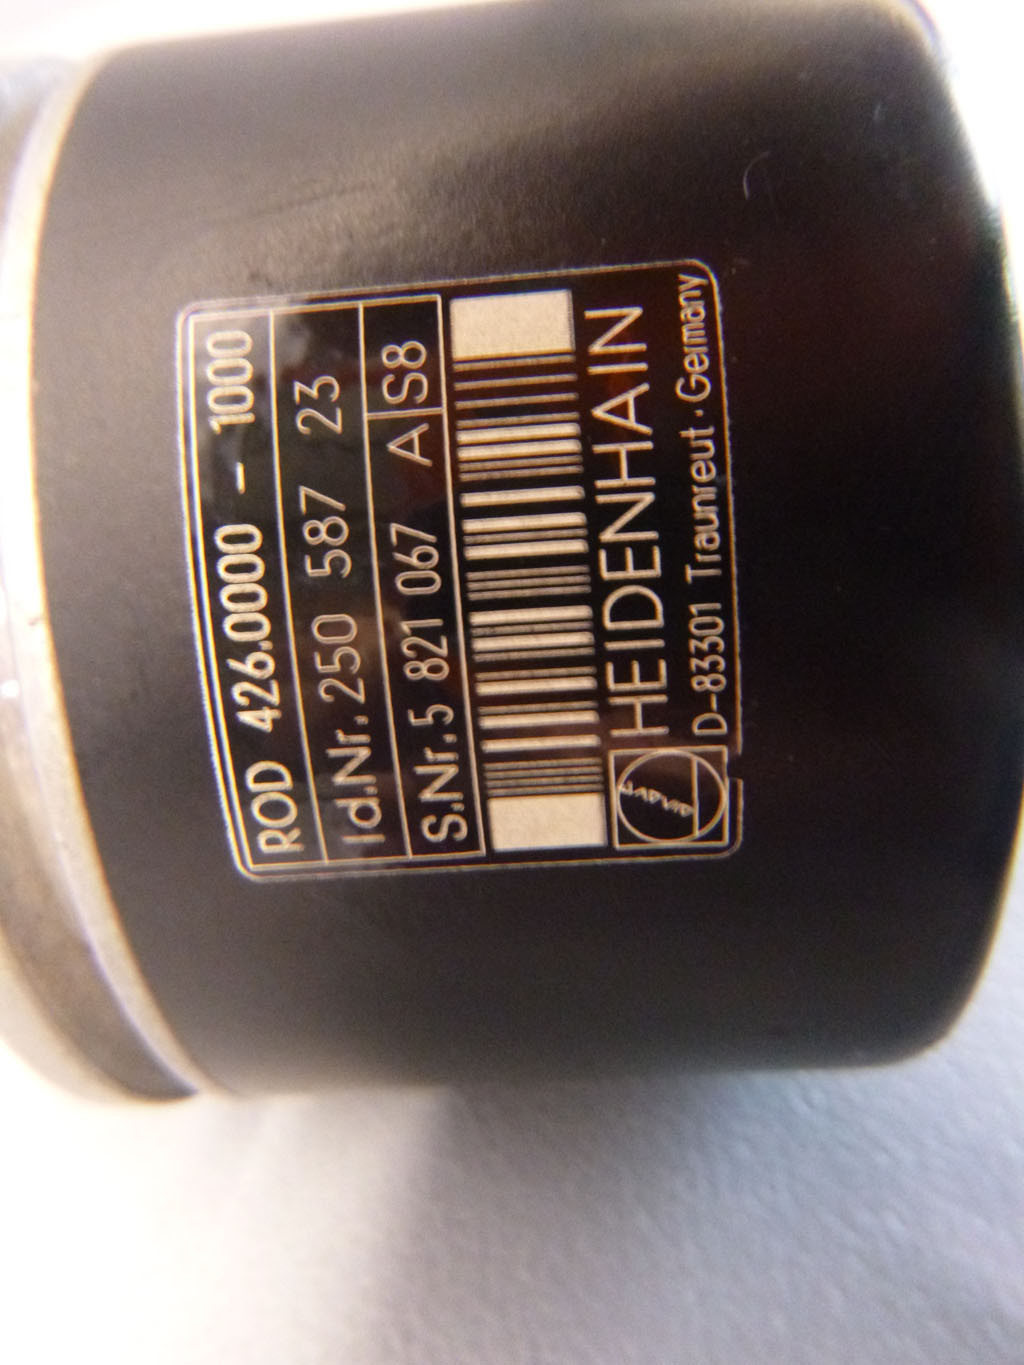 ROD 426.0000 - 1000
Id.Nr. 250 587 23
S.Nr. 5 821 067 A S8
HEIDENHAIN
D-83301 Traunreut · Germany